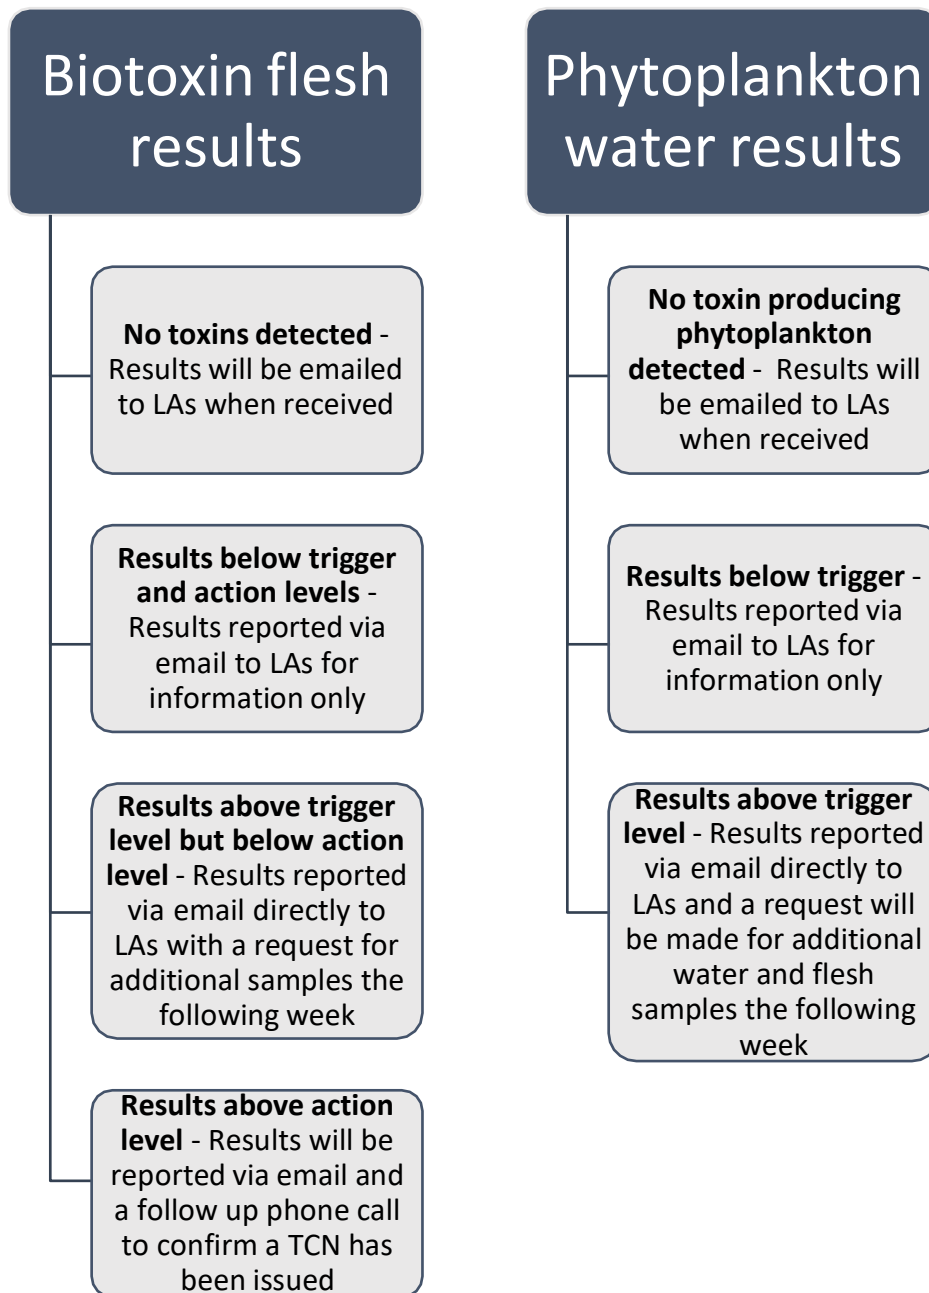 Biotoxin flesh
results
No toxins detected -
Results will be emailed
to LAs when received
Results below trigger
and action levels -
Results reported via
email to LAs for
information only
Results above trigger
level but below action
level - Results reported
via email directly to
LAs with a request for
additional samples the
following week
Results above action
level - Results will be
reported via email and
a follow up phone call
to confirm a TCN has
been issued
Phytoplankton
water results
No toxin producing
phytoplankton
detected - Results will
be emailed to LAs
when received
Results below trigger -
Results reported via
email to LAs for
information only
Results above trigger
level - Results reported
via email directly to
LAs and a request will
be made for additional
water and flesh
samples the following
week